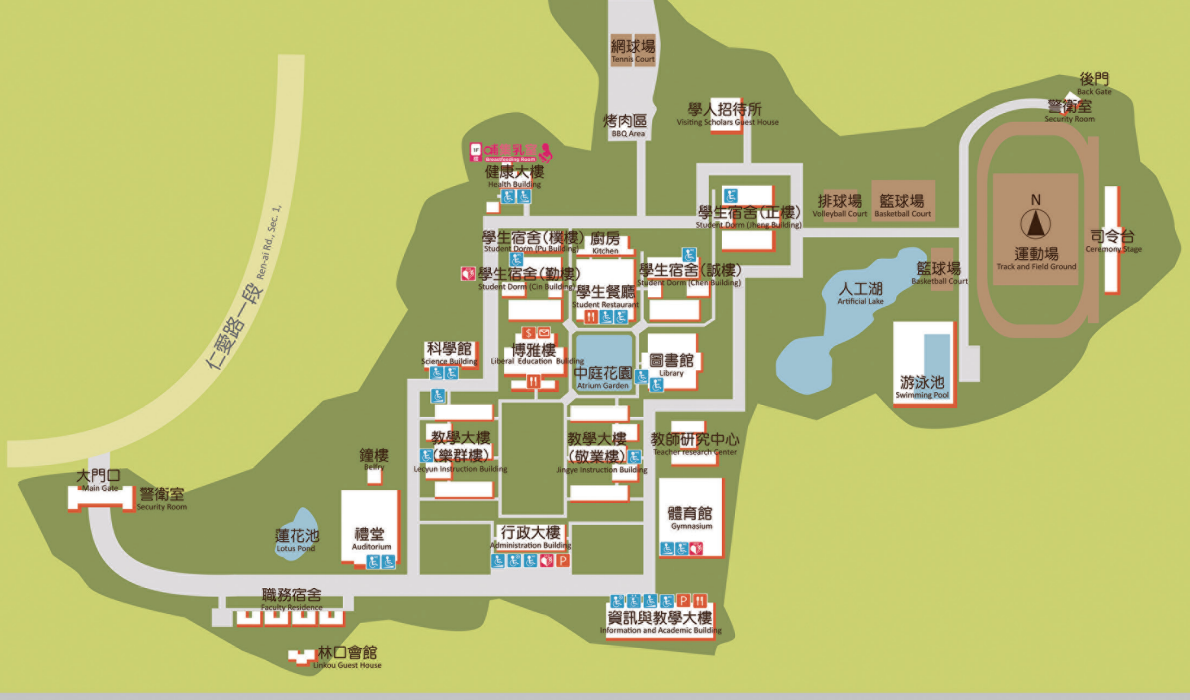 網球場
Tennis Court
後門
Back Gate
警衛室
Security Room
學人招待所
Visiting Scholars Guest House
烤肉區
BBQ Area
Breastfeeding Room
健康大樓
Health Building
學生宿舍(正樓)
Student Dorm (Jheng Building)
排球場
Volleyball Court
籃球場
Basketball Court
N
運動場
Track and Field Ground
司令台
Ceremony Stage
學生宿舍(樸樓)
Student Dorm (Pu Building)
廚房
Kitchen
學生宿舍(勤樓)
Student Dorm (Cin Building)
學生宿舍(誠樓)
Student Dorm (Chen Building)
籃球場
Basketball Court
人工湖
Artificial Lake
學生餐廳
Student Restaurant
仁愛路一段 Ren-ai Rd., Sec. 1,
$
科學館
Science Building
博雅樓
Liberal Education Building
中庭花園
Atrium Garden
圖書館
Library
游泳池
Swimming Pool
教學大樓
(樂群樓)
Lecyun Instruction Building
教學大樓
(敬業樓)
Jingye Instruction Building
教師研究中心
Teacher research Center
鐘樓
Belfry
大門口
Main Gate
警衛室
Security Room
蓮花池
Lotus Pond
禮堂
Auditorium
行政大樓
Administration Building
P
體育館
Gymnasium
職務宿舍
Faculty Residence
P
資訊與教學大樓
Information and Academic Building
林口會館
Linkou Guest House